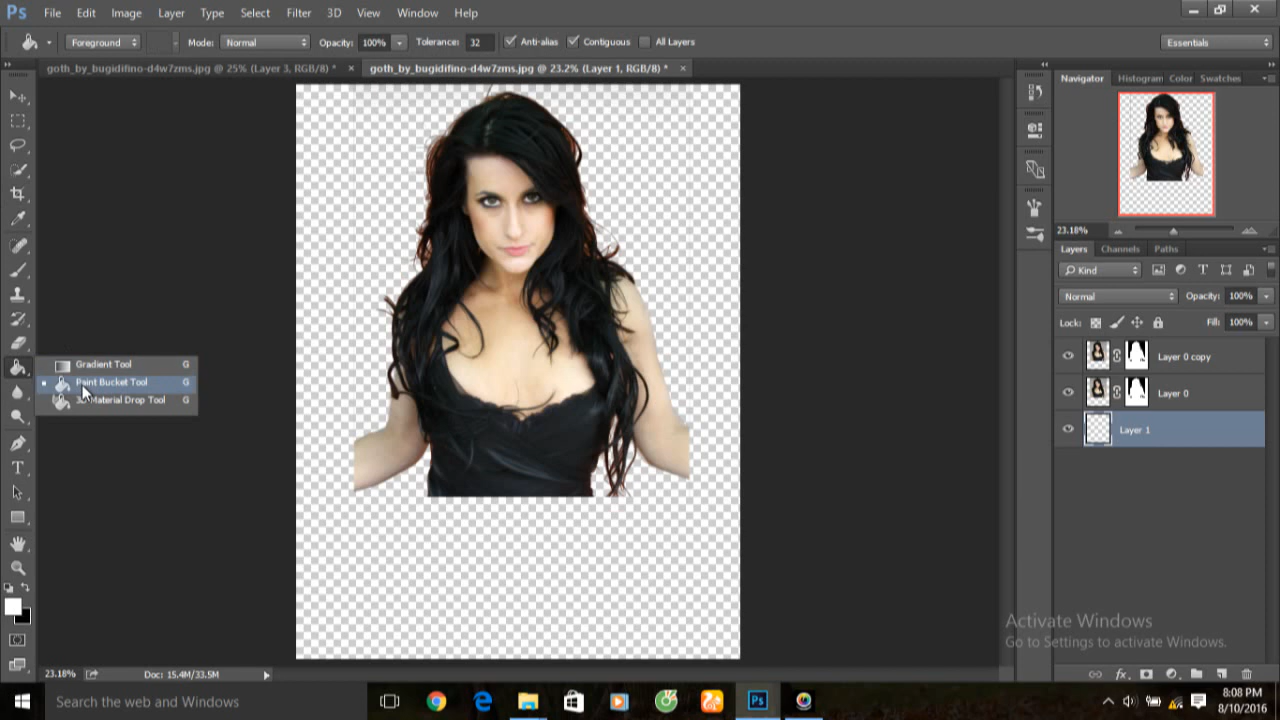 Ps File Edit Image Layer Type Select Filter 3D View Window Help
Foreground Mode: Normal Opacity: 100% Tolerance: 32 Anti-alias Contiguous All Layers Essentials
goth_by_bugidifino-d4w7zms.jpg @ 25% (Layer 3, RGB/8) * × goth_by_bugidifino-d4w7zms.jpg @ 23.2% (Layer 1, RGB/8) * ×
Navigator Histogram Color Swatches
23.18%
Layers Channels Paths
Kind
Normal Opacity: 100%
Lock: Fill: 100%
Layer 0 copy
Layer 0
Layer 1
Gradient Tool G
Paint Bucket Tool G
3D Material Drop Tool G
Activate Windows
Go to Settings to activate Windows.
23.18% Doc: 15.4M/33.5M
Search the web and Windows
Ps
8:08 PM
8/10/2016